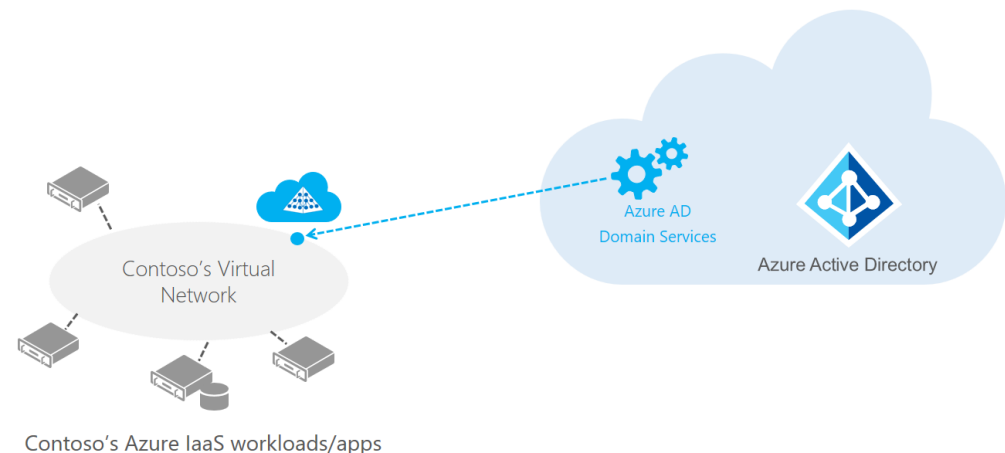 Azure AD
Domain Services
Azure Active Directory
Contoso's Virtual
Network
Contoso's Azure IaaS workloads/apps